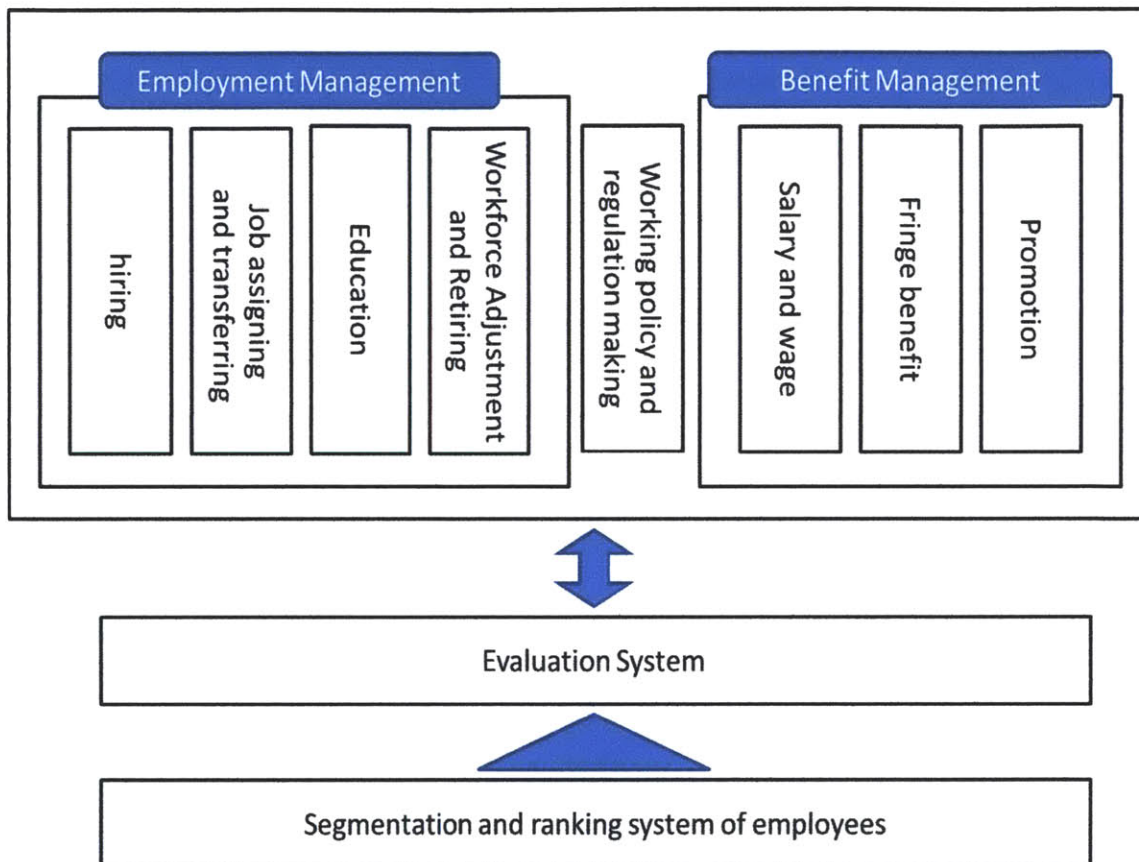 Employment Management
Benefit Management
hiring
Job assigning
and transferring
Education
Workforce Adjustment
and Retiring
Working policy and
regulation making
Salary and wage
Fringe benefit
Promotion
Evaluation System
Segmentation and ranking system of employees